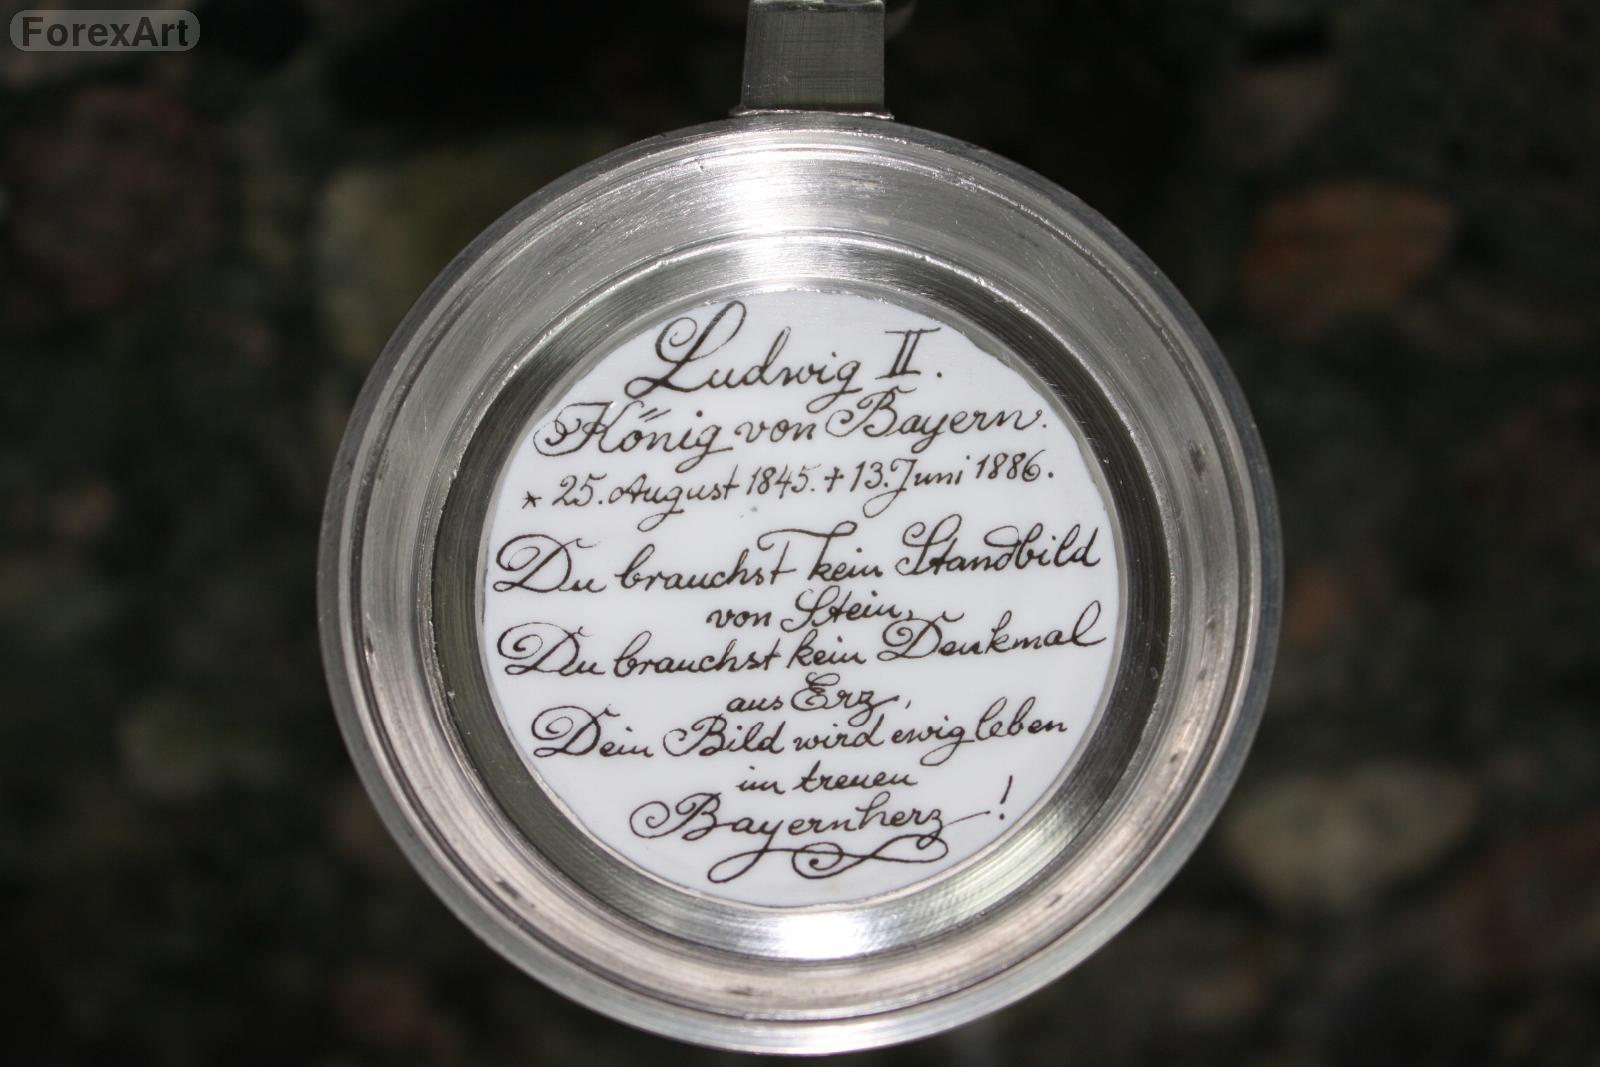 ForexArt
Ludwig II.
König von Bayern.
* 25. August 1845. + 13. Juni 1886.
Du brauchst kein Standbild
von Stein,
Du brauchst kein Denkmal
aus Erz,
Dein Bild wird ewig leben
im treuen
Bayernherz!